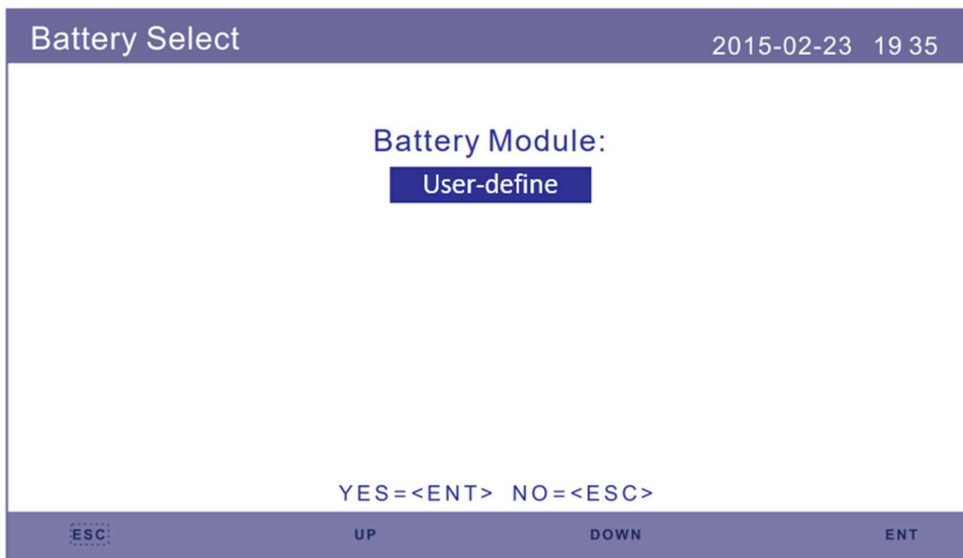 Battery Select 2015-02-23 19 35
Battery Module:
User-define
YES=<ENT> NO=<ESC>
ESC UP DOWN ENT